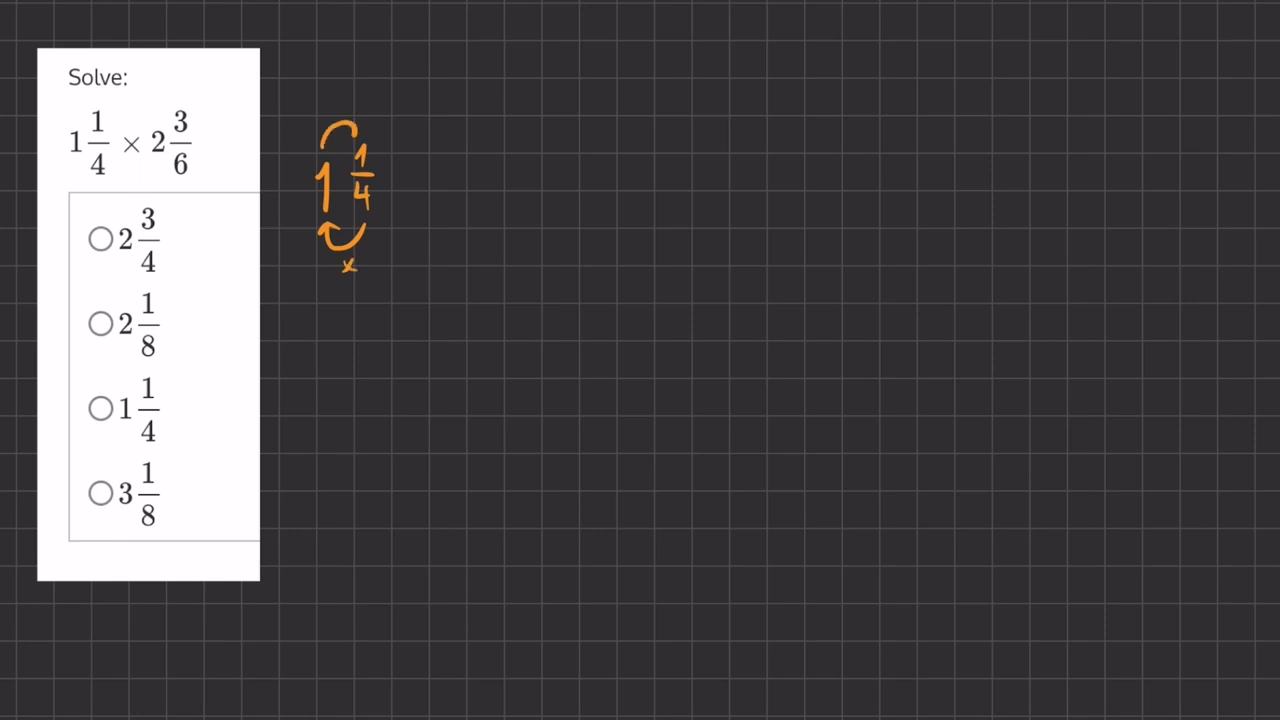 Solve:
1 1/4 × 2 3/6
2 3/4
2 1/8
1 1/4
3 1/8
1 1/4
x